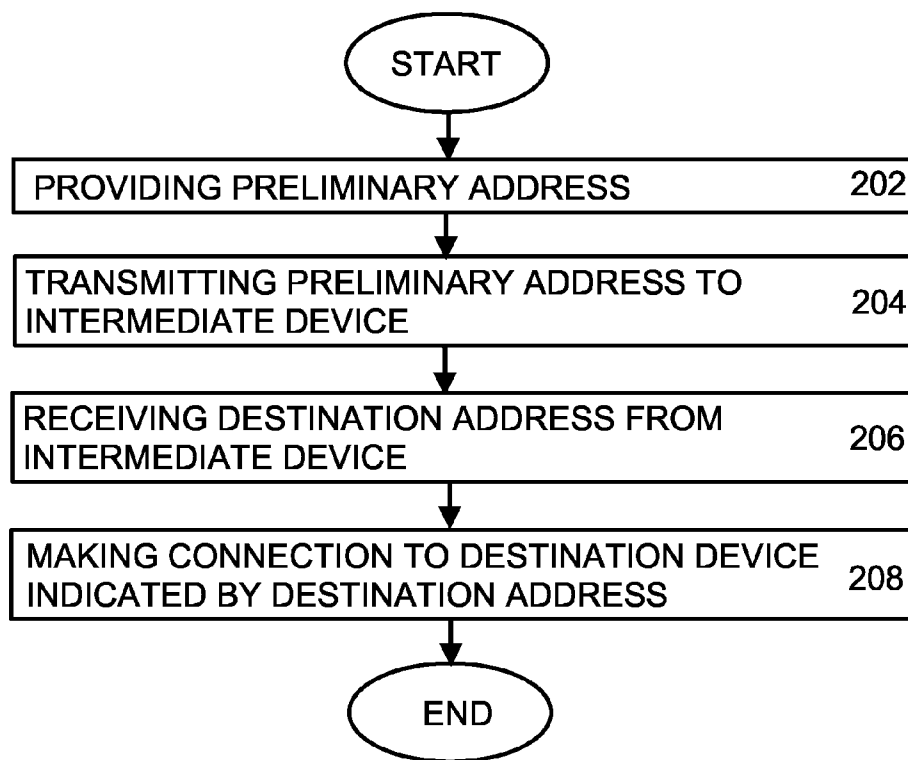 START
PROVIDING PRELIMINARY ADDRESS 202
TRANSMITTING PRELIMINARY ADDRESS TO
INTERMEDIATE DEVICE 204
RECEIVING DESTINATION ADDRESS FROM
INTERMEDIATE DEVICE 206
MAKING CONNECTION TO DESTINATION DEVICE
INDICATED BY DESTINATION ADDRESS 208
END